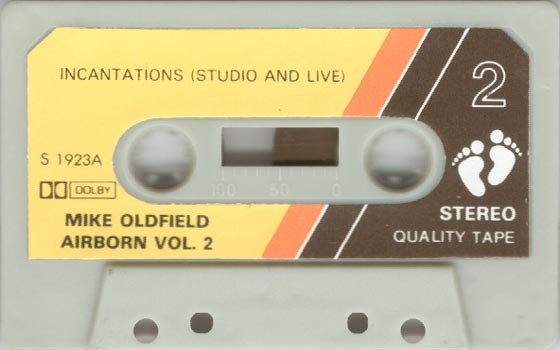 INCANTATIONS (STUDIO AND LIVE)
2
S 1923A
DOLBY
100 50 0
MIKE OLDFIELD
AIRBORN VOL. 2
STEREO
QUALITY TAPE